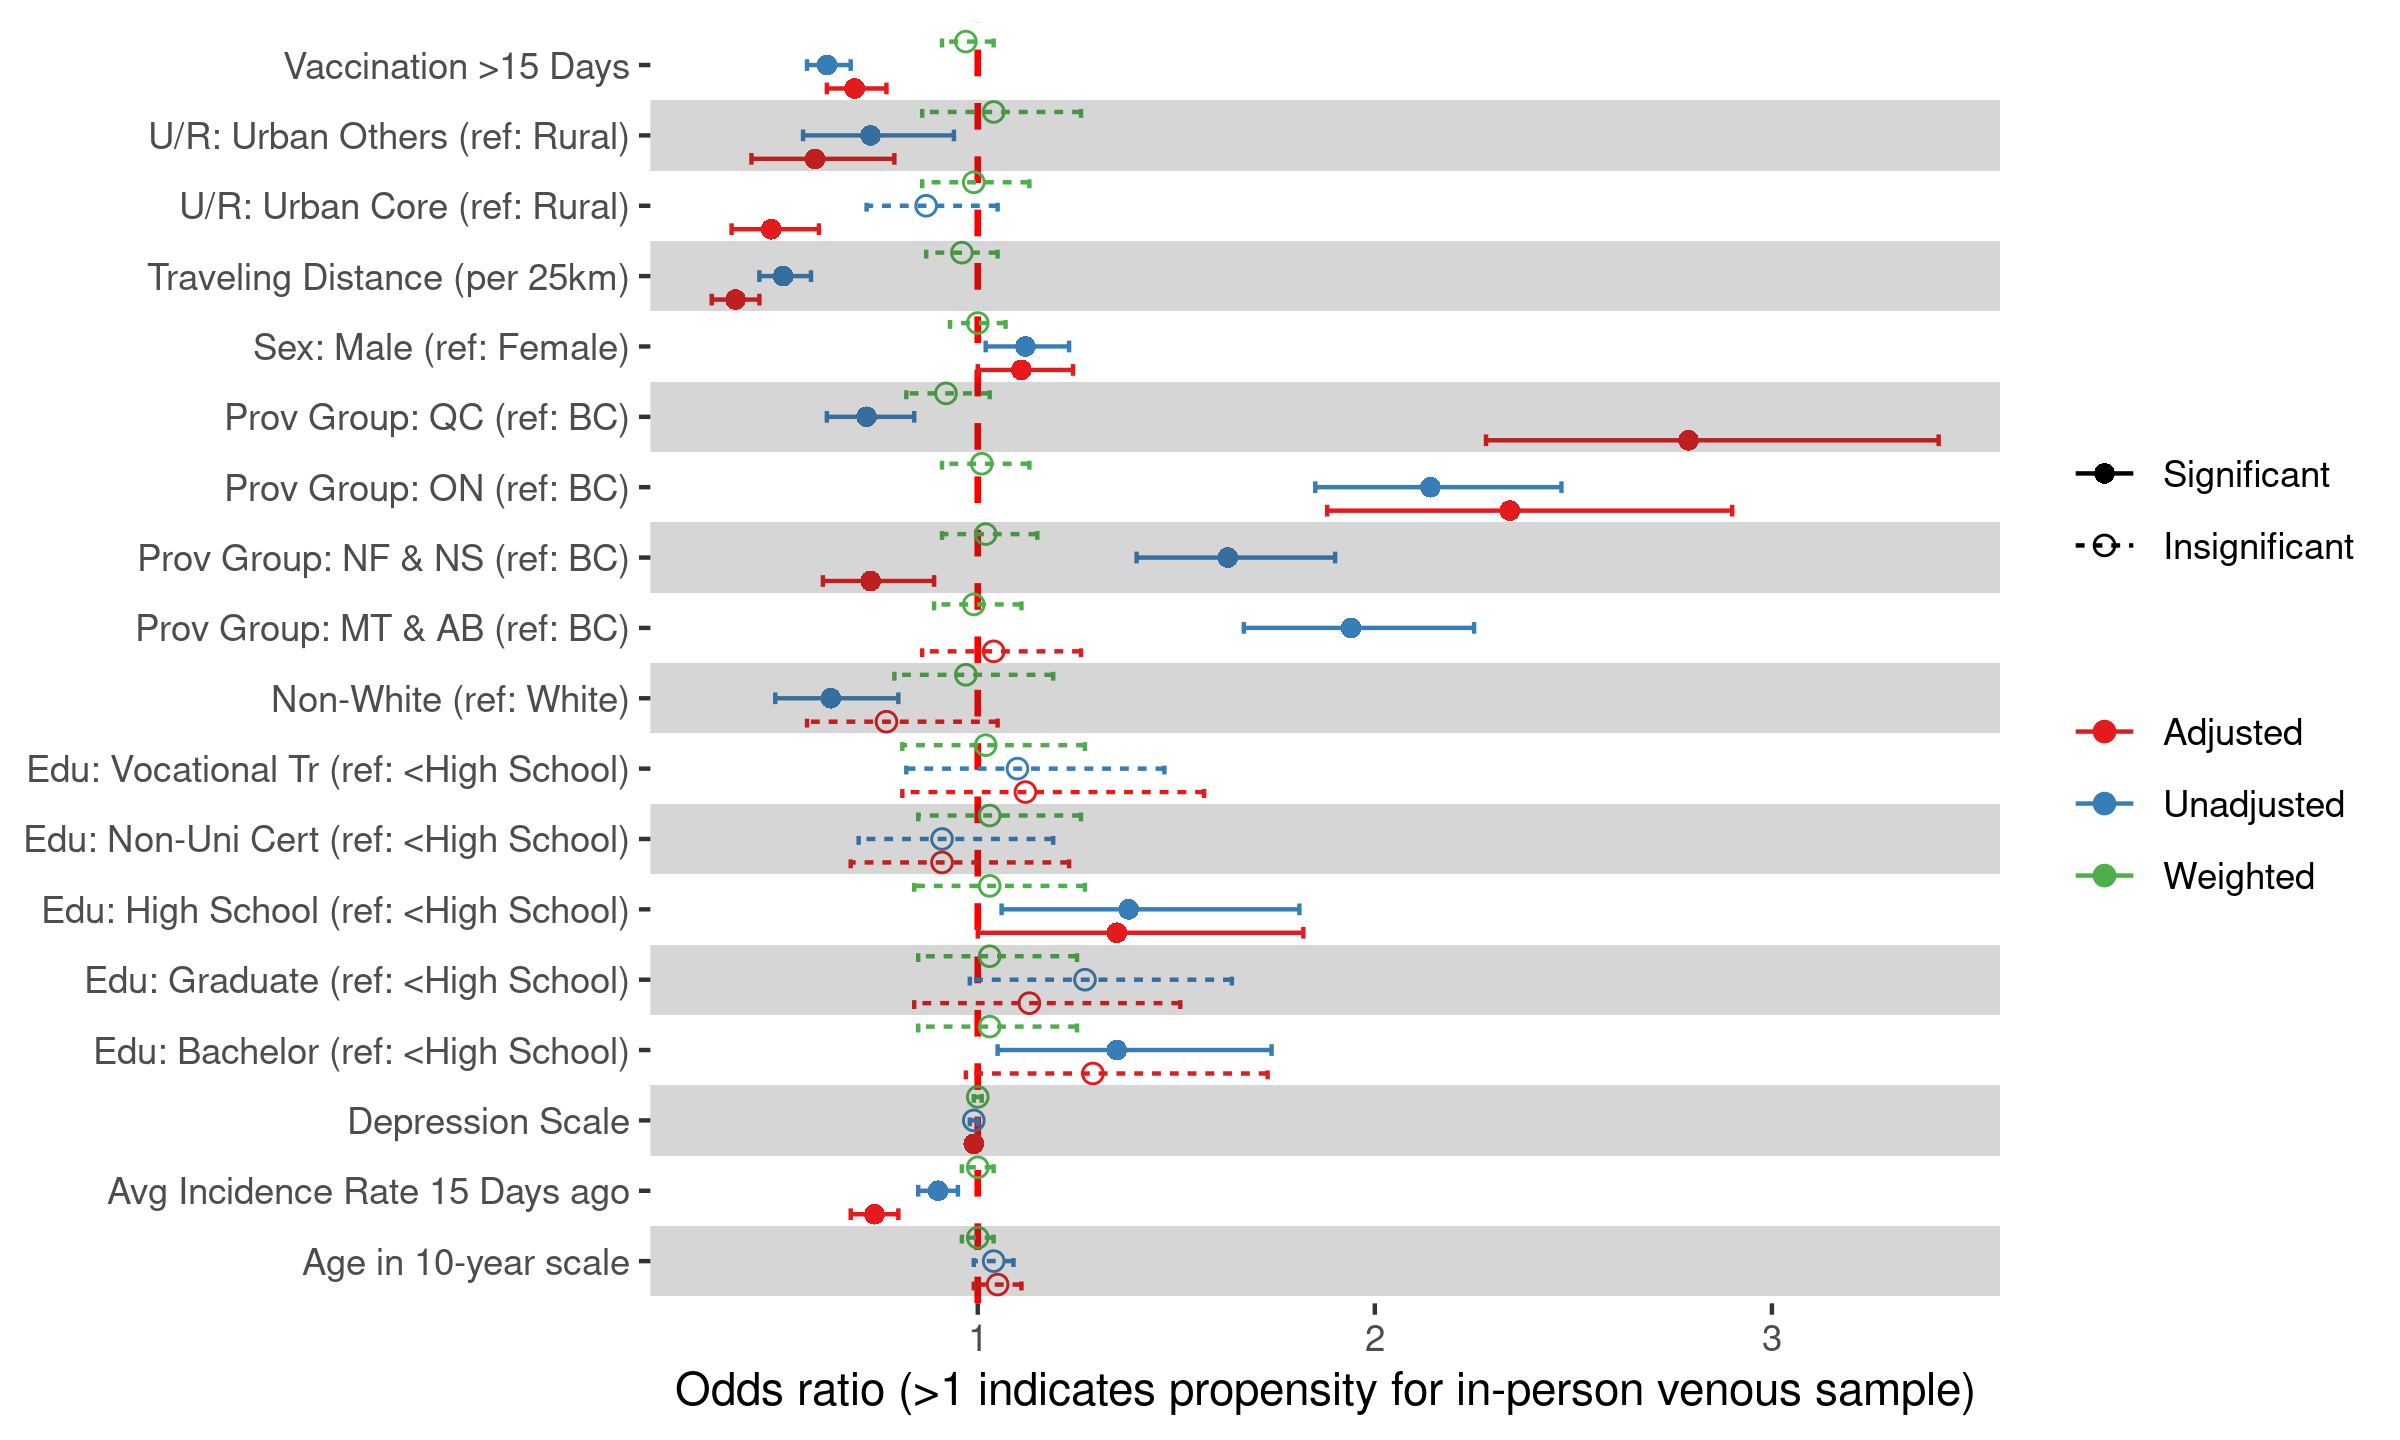 Vaccination >15 Days
U/R: Urban Others (ref: Rural)
U/R: Urban Core (ref: Rural)
Traveling Distance (per 25km)
Sex: Male (ref: Female)
Prov Group: QC (ref: BC)
Prov Group: ON (ref: BC)
Prov Group: NF & NS (ref: BC)
Prov Group: MT & AB (ref: BC)
Non-White (ref: White)
Edu: Vocational Tr (ref: <High School)
Edu: Non-Uni Cert (ref: <High School)
Edu: High School (ref: <High School)
Edu: Graduate (ref: <High School)
Edu: Bachelor (ref: <High School)
Depression Scale
Avg Incidence Rate 15 Days ago
Age in 10-year scale
1 2 3
Odds ratio (>1 indicates propensity for in-person venous sample)
Significant
Insignificant
Adjusted
Unadjusted
Weighted